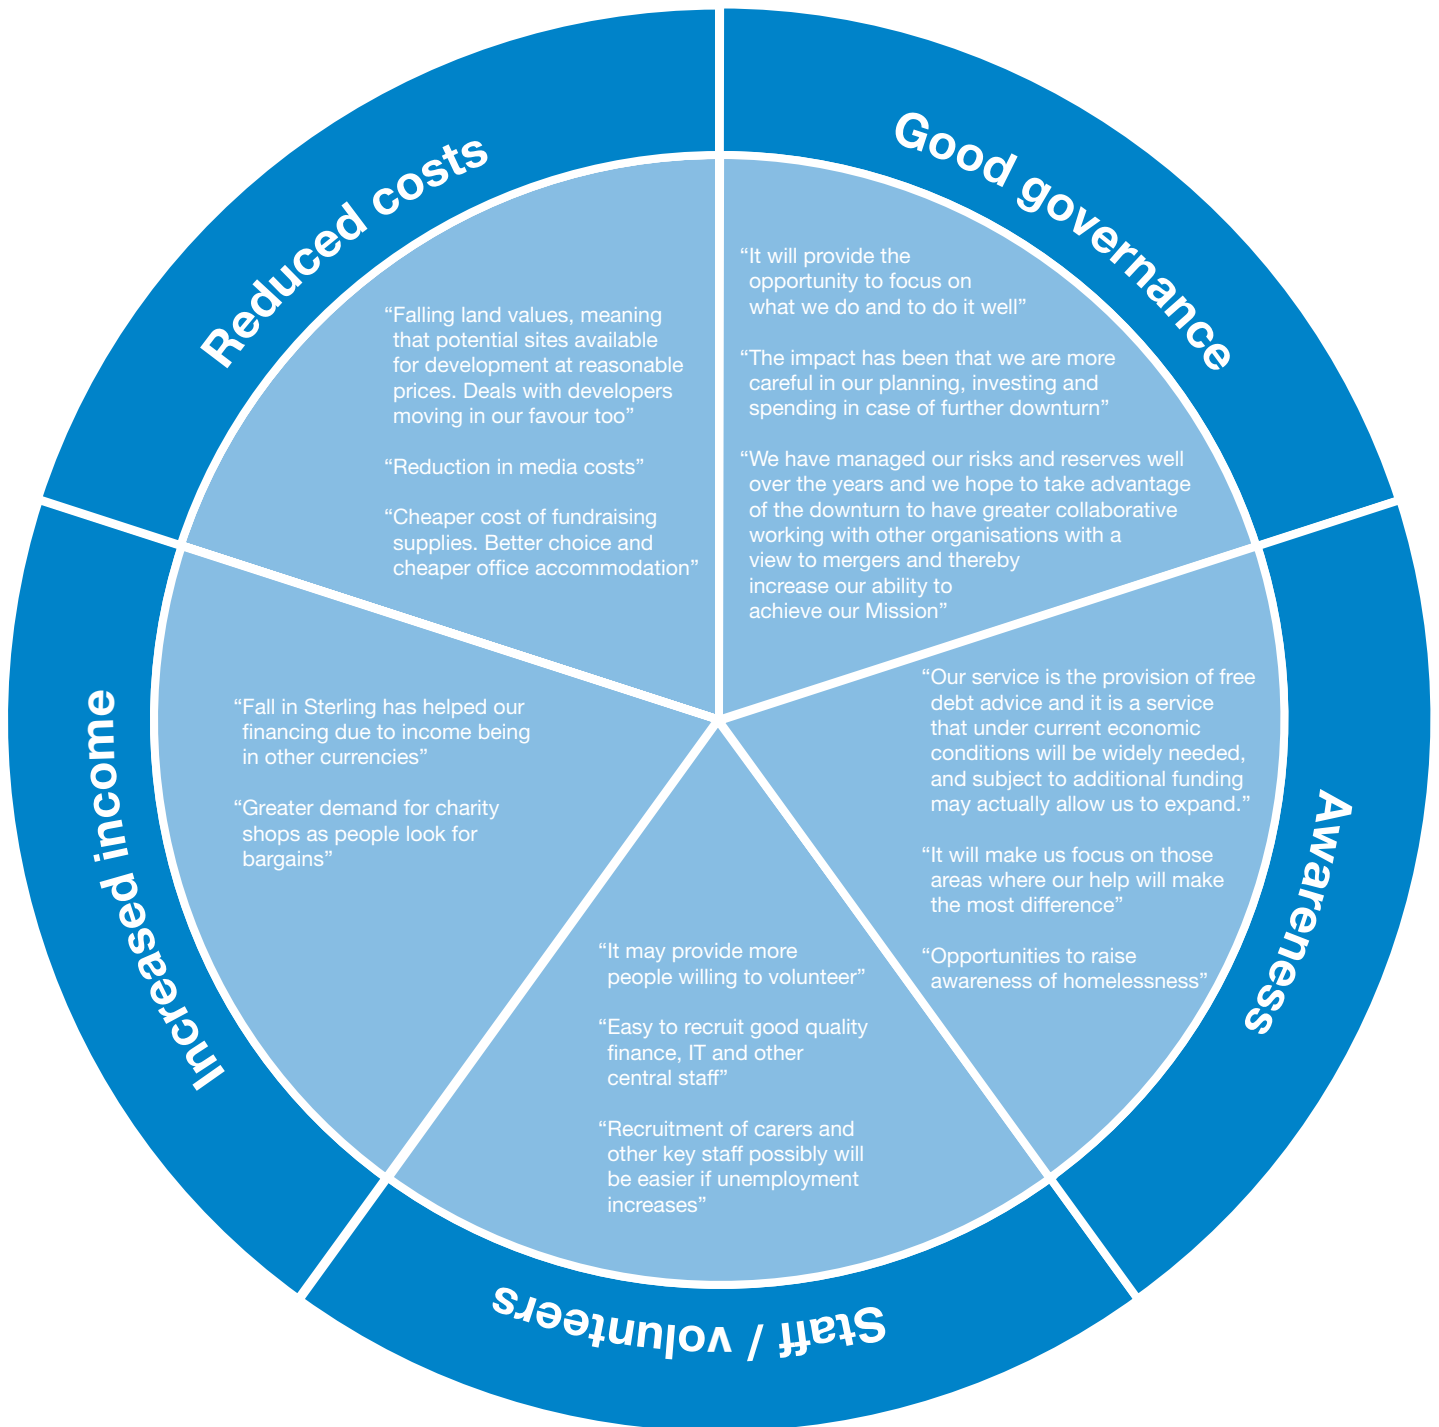 Good governance
“It will provide the
opportunity to focus on
what we do and to do it well”
“The impact has been that we are more
careful in our planning, investing and
spending in case of further downturn”
“We have managed our risks and reserves well
over the years and we hope to take advantage
of the downturn to have greater collaborative
working with other organisations with a
view to mergers and thereby
increase our ability to
achieve our Mission”
Awareness
“Our service is the provision of free
debt advice and it is a service
that under current economic
conditions will be widely needed,
and subject to additional funding
may actually allow us to expand.”
“It will make us focus on those
areas where our help will make
the most difference”
“Opportunities to raise
awareness of homelessness”
Staff / volunteers
“It may provide more
people willing to volunteer”
“Easy to recruit good quality
finance, IT and other
central staff”
“Recruitment of carers and
other key staff possibly will
be easier if unemployment
increases”
Increased income
“Fall in Sterling has helped our
financing due to income being
in other currencies”
“Greater demand for charity
shops as people look for
bargains”
Reduced costs
“Falling land values, meaning
that potential sites available
for development at reasonable
prices. Deals with developers
moving in our favour too”
“Reduction in media costs”
“Cheaper cost of fundraising
supplies. Better choice and
cheaper office accommodation”